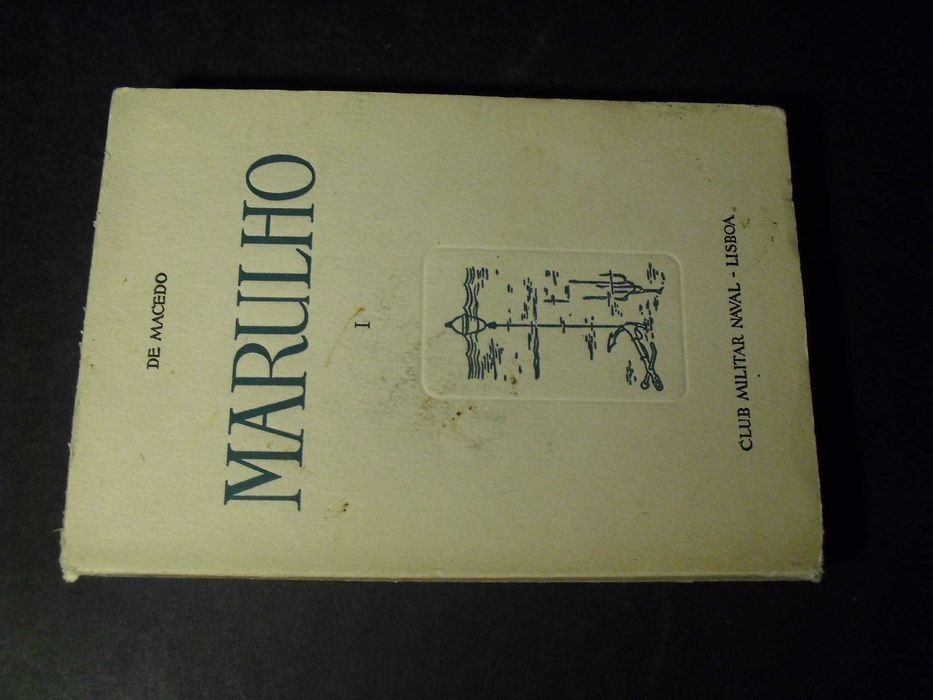 DE MACEDO
MARULHO
I
CLUB MILITAR NAVAL - LISBOA